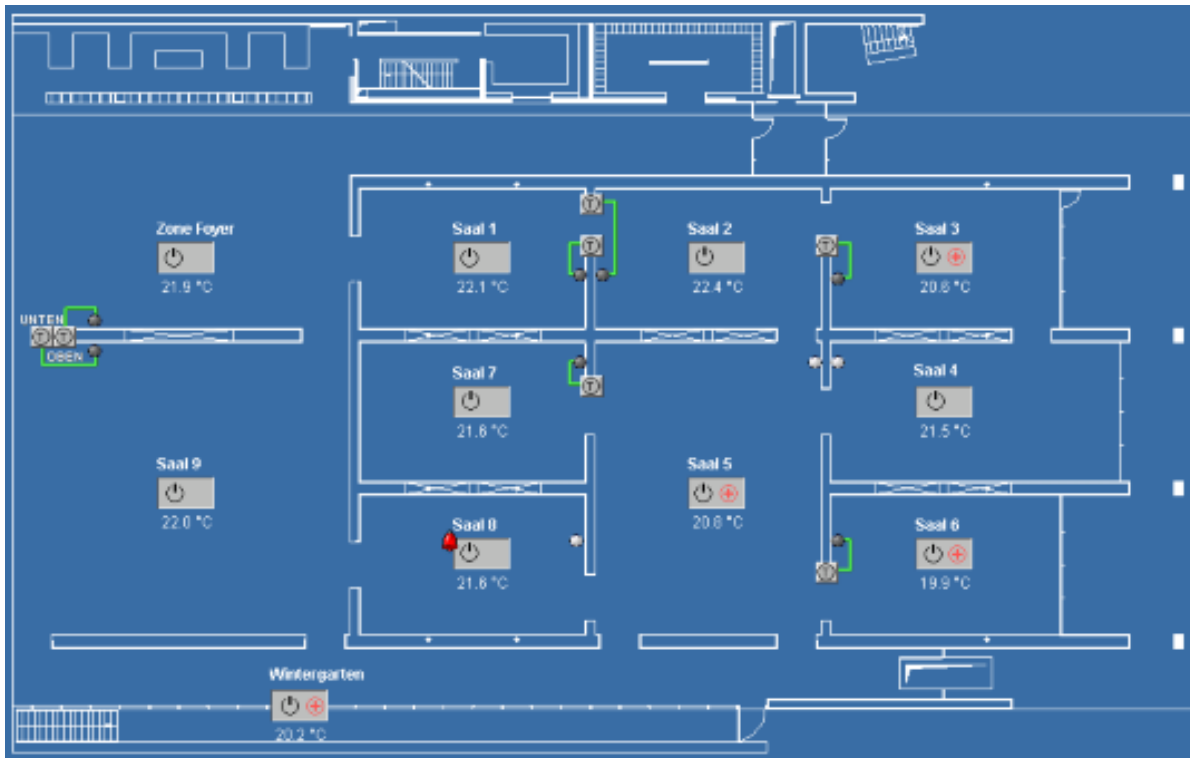 Zone Foyer
21.9 °C
Saal 1
22.1 °C
Saal 2
22.4 °C
Saal 3
20.6 °C
UNTEN
T
T
OBEN
T
T
T
T
T
Saal 7
21.6 °C
Saal 4
21.5 °C
Saal 9
22.0 °C
Saal 5
20.8 °C
Saal 8
21.6 °C
Saal 6
19.9 °C
Wintergarten
20.2 °C